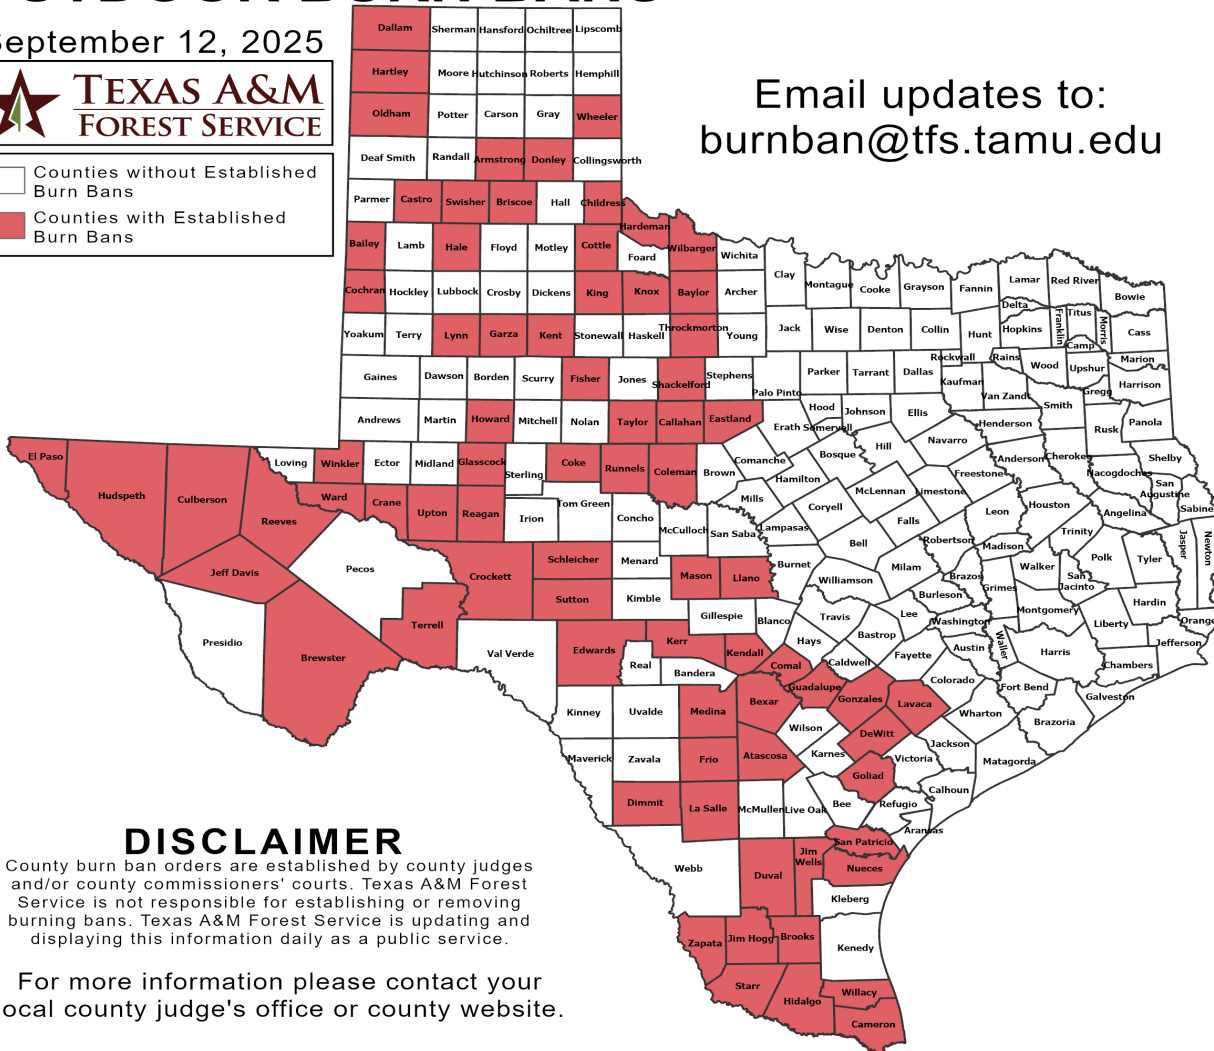 September 12, 2025
TEXAS A&M
FOREST SERVICE
Counties without Established
Burn Bans
Counties with Established
Burn Bans
Email updates to:
burnban@tfs.tamu.edu
Dallam Sherman Hansford Ochiltree Lipscomb
Hartley Moore Hutchinson Roberts Hemphill
Oldham Potter Carson Gray Wheeler
Deaf Smith Randall Armstrong Donley Collingsworth
Parmer Castro Swisher Briscoe Hall Childress
Hardeman
Bailey Lamb Hale Floyd Motley Cottle Foard Wilbarger Wichita
Clay Montague Cooke Grayson Fannin Lamar Red River Bowie
Cochran Hockley Lubbock Crosby Dickens King Knox Baylor Archer
Delta Franklin Titus Morris Cass
Yoakum Terry Lynn Garza Kent Stonewall Haskell Throckmorton Young Jack Wise Denton Collin Hunt Hopkins
Camp Rockwall Rains Wood Upshur Marion
Gaines Dawson Borden Scurry Fisher Jones Shackelford Stephens Palo Pinto Parker Tarrant Dallas Kaufman Van Zandt Gregg Harrison
Andrews Martin Howard Mitchell Nolan Taylor Callahan Eastland Erath Hood Somervell Johnson Ellis Henderson Smith Rusk Panola
El Paso Loving Winkler Ector Midland Glasscock Sterling Coke Runnels Coleman Brown Comanche Bosque Hill Navarro Anderson Cherokee Shelby
Hudspeth Culberson Reeves Ward Crane Upton Reagan Irion Tom Green Concho McCulloch San Saba Mills Hamilton Coryell McLennan Limestone Freestone Leon Houston Nacogdoches San
Augustine Sabine
Lampasas Bell Falls Robertson Madison Trinity Angelina Jasper Newton
Jeff Davis Pecos Crockett Schleicher Menard Mason Llano Burnet Williamson Milam Brazos Grimes Walker San
Jacinto Polk Tyler
Sutton Kimble Gillespie Blanco Travis Lee Burleson Washington Montgomery Liberty Hardin Orange
Presidio Brewster Terrell Val Verde Edwards Real Kerr Bandera Kendall Hays Bastrop Caldwell Fayette Austin Waller Harris Chambers Jefferson
Comal Guadalupe Gonzales Lavaca Colorado Fort Bend Galveston
Kinney Uvalde Medina Bexar Wilson DeWitt Wharton Brazoria
Maverick Zavala Frio Atascosa Karnes Goliad Victoria Jackson Matagorda
Dimmit La Salle McMullen Live Oak Bee Refugio Calhoun
Aransas
Webb Duval Jim
Wells San Patricio
Nueces
Kleberg
Zapata Jim Hogg Brooks Kenedy
Starr Hidalgo Willacy
Cameron
DISCLAIMER
County burn ban orders are established by county judges
and/or county commissioners' courts. Texas A&M Forest
Service is not responsible for establishing or removing
burning bans. Texas A&M Forest Service is updating and
displaying this information daily as a public service.
For more information please contact your
ocal county judge's office or county website.